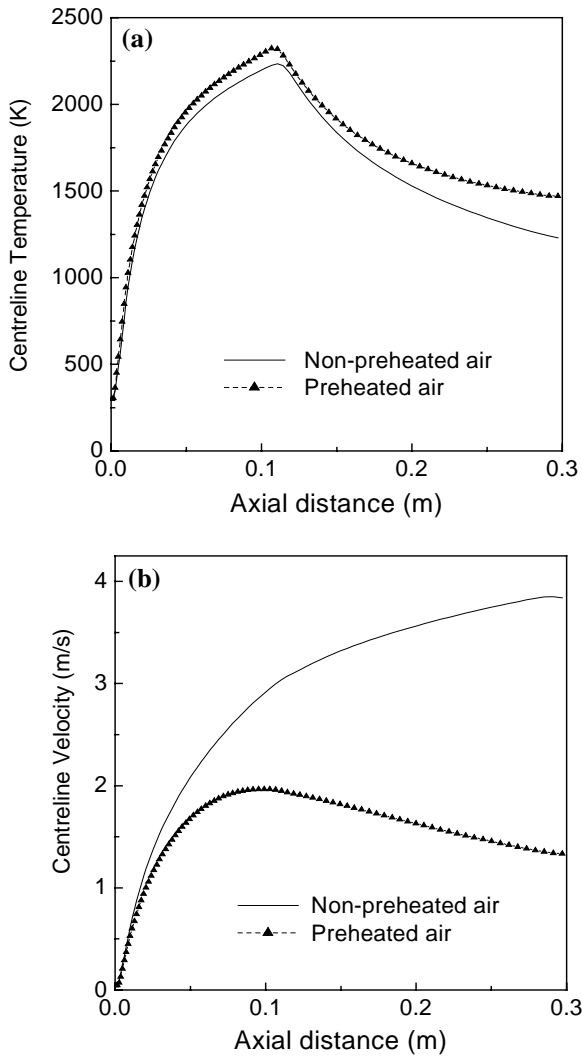 (a)
2500
2000
1500
1000
500
0
Centreline Temperature (K)
Non-preheated air
Preheated air
0.0
0.1
0.2
0.3
Axial distance (m)
(b)
4
3
2
1
0
Centreline Velocity (m/s)
Non-preheated air
Preheated air
0.0
0.1
0.2
0.3
Axial distance (m)